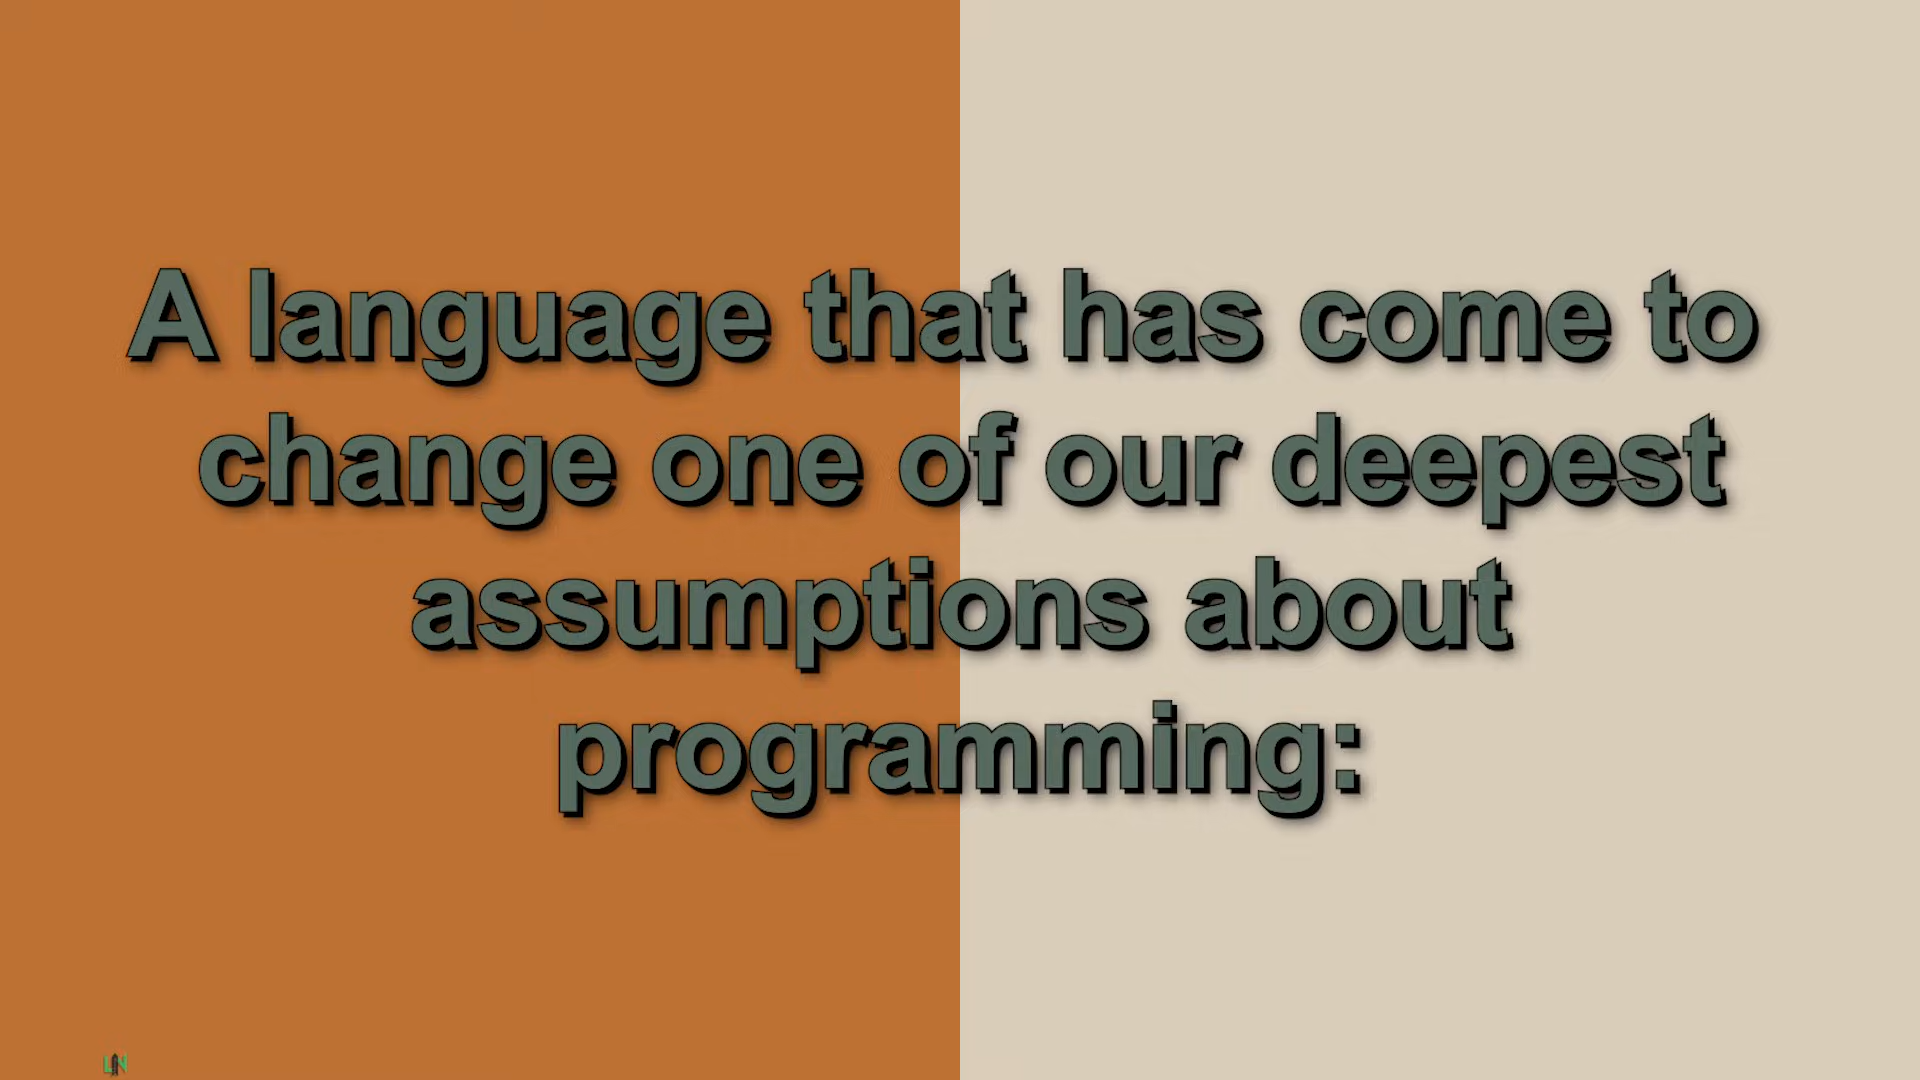 A language that has come to
change one of our deepest
assumptions about
programming: